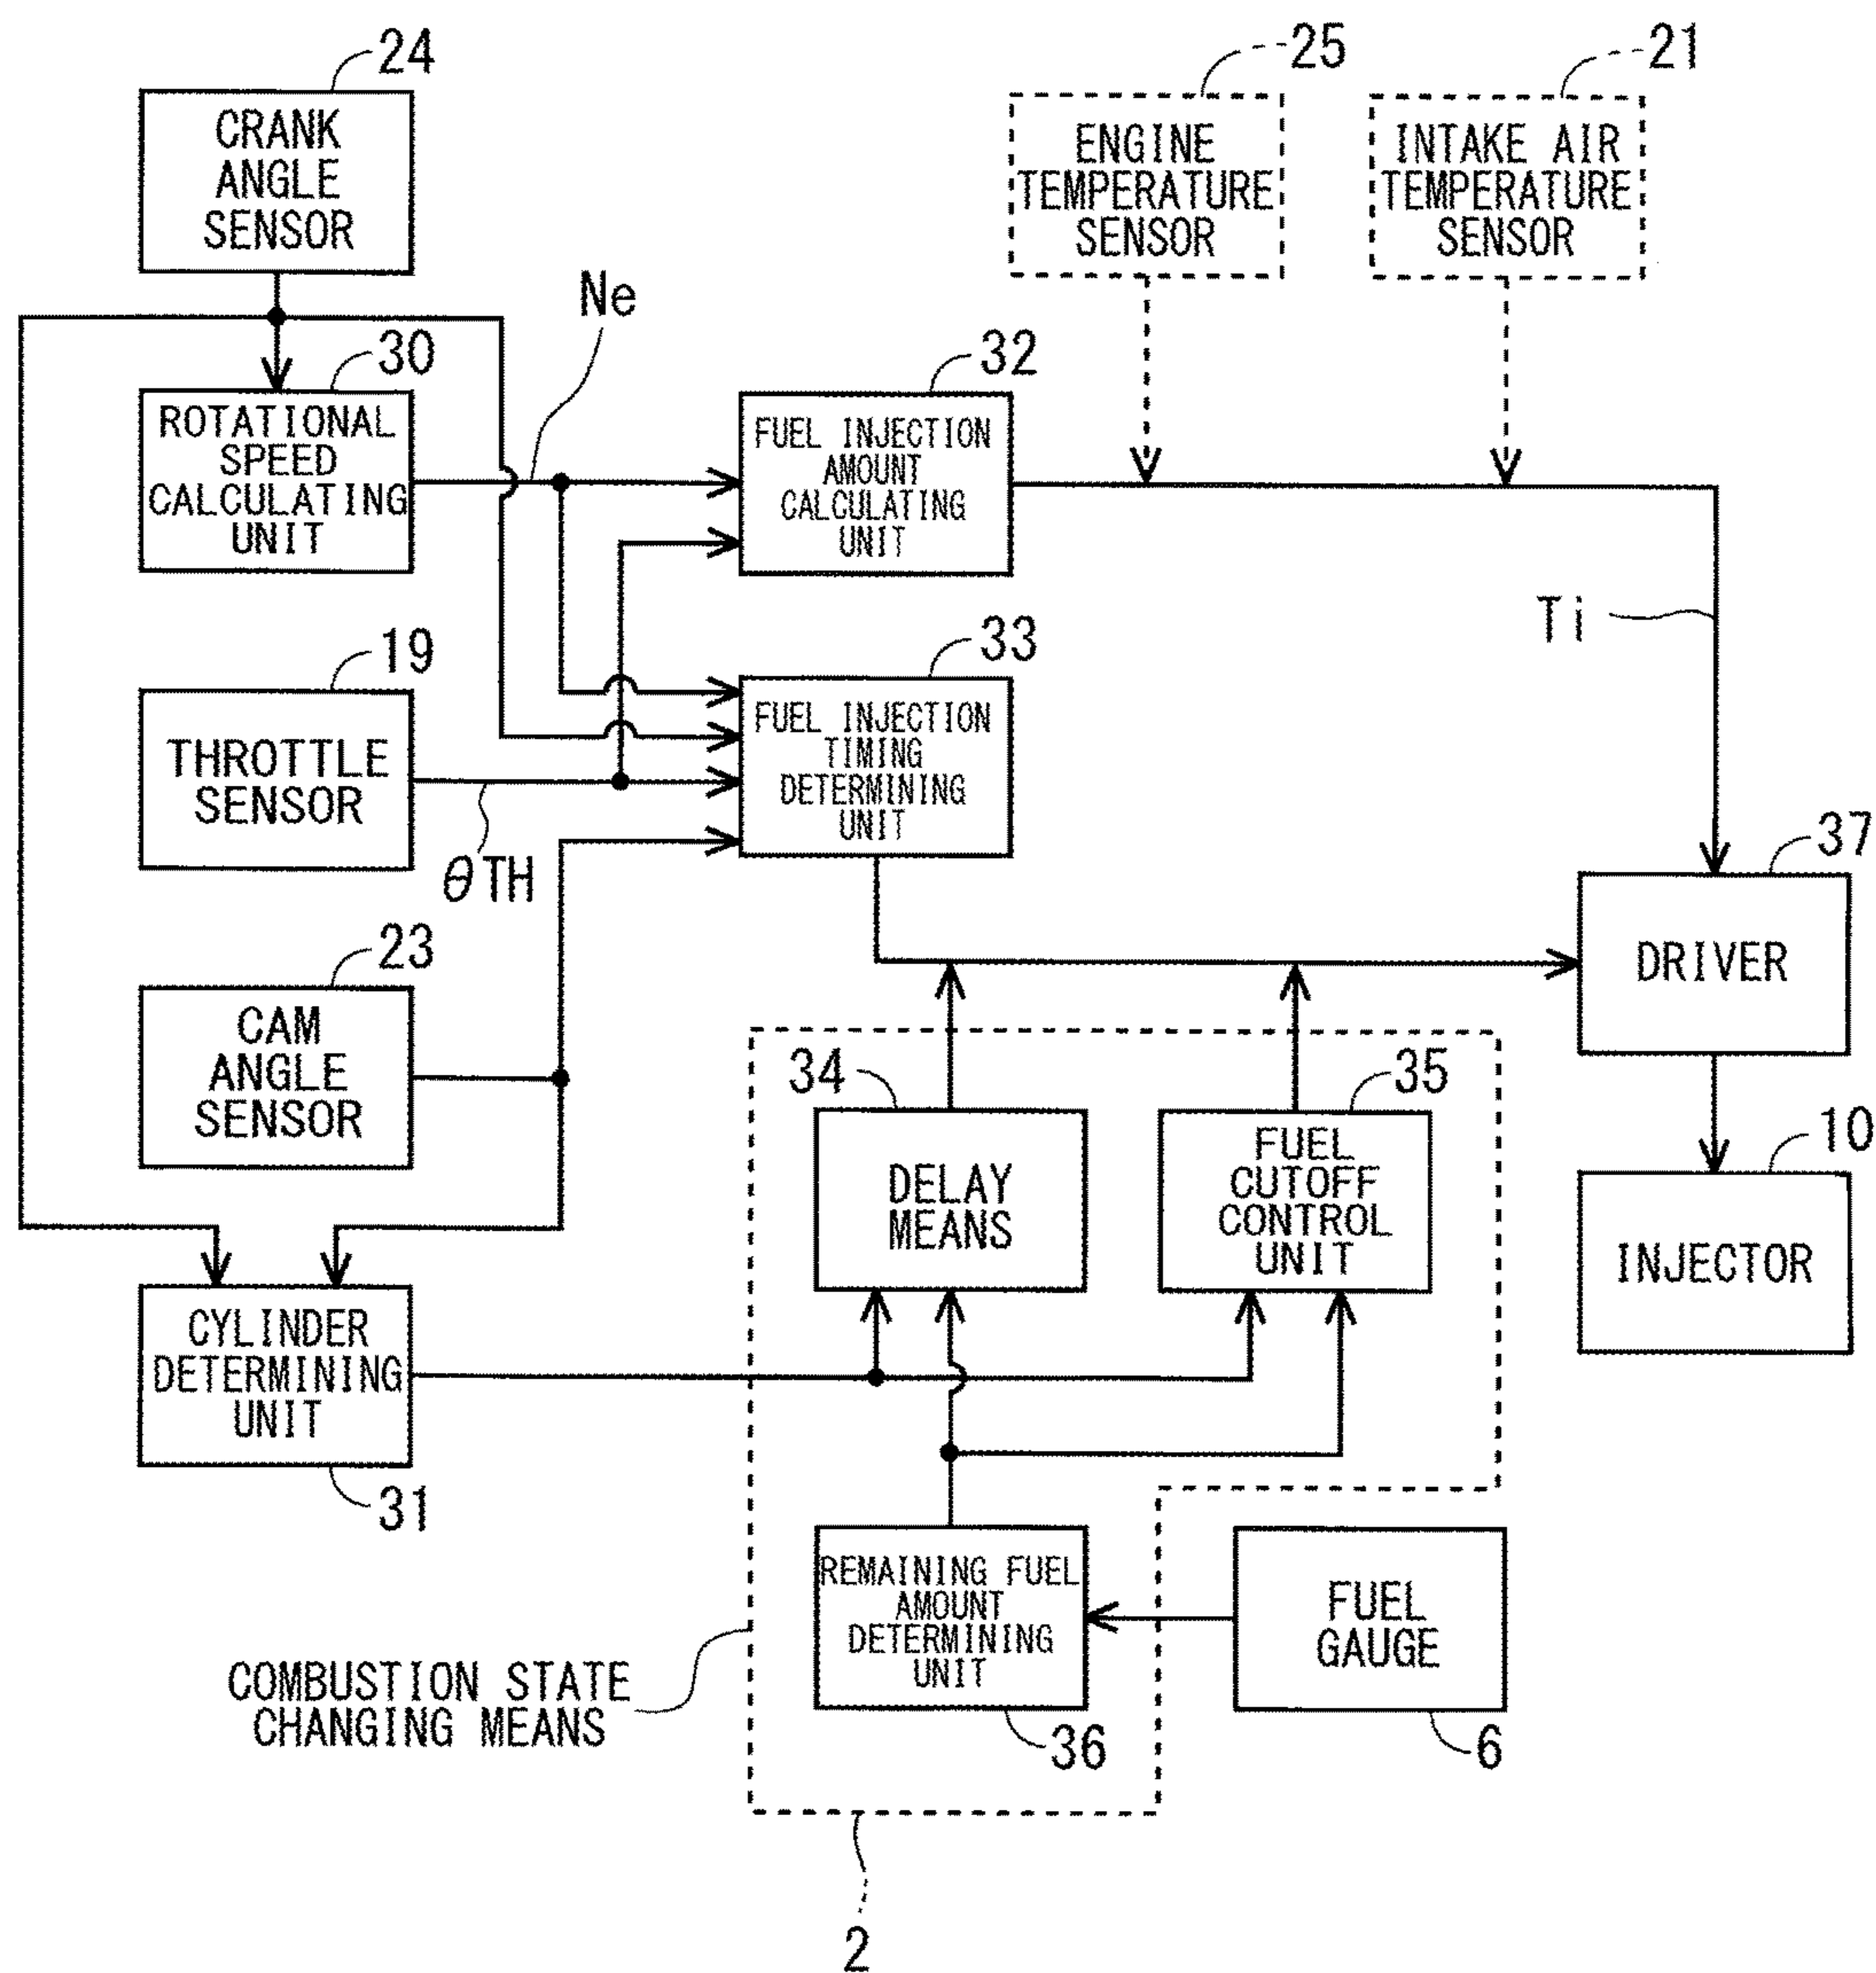 24
CRANK
ANGLE
SENSOR
25
ENGINE
TEMPERATURE
SENSOR
21
INTAKE AIR
TEMPERATURE
SENSOR
Ne
30
ROTATIONAL
SPEED
CALCULATING
UNIT
32
FUEL INJECTION
AMOUNT
CALCULATING
UNIT
Ti
19
THROTTLE
SENSOR
θTH
33
FUEL INJECTION
TIMING
DETERMINING
UNIT
37
DRIVER
23
CAM
ANGLE
SENSOR
34
DELAY
MEANS
35
FUEL
CUTOFF
CONTROL
UNIT
10
INJECTOR
CYLINDER
DETERMINING
UNIT
31
REMAINING FUEL
AMOUNT
DETERMINING
UNIT
36
FUEL
GAUGE
6
COMBUSTION STATE
CHANGING MEANS
2